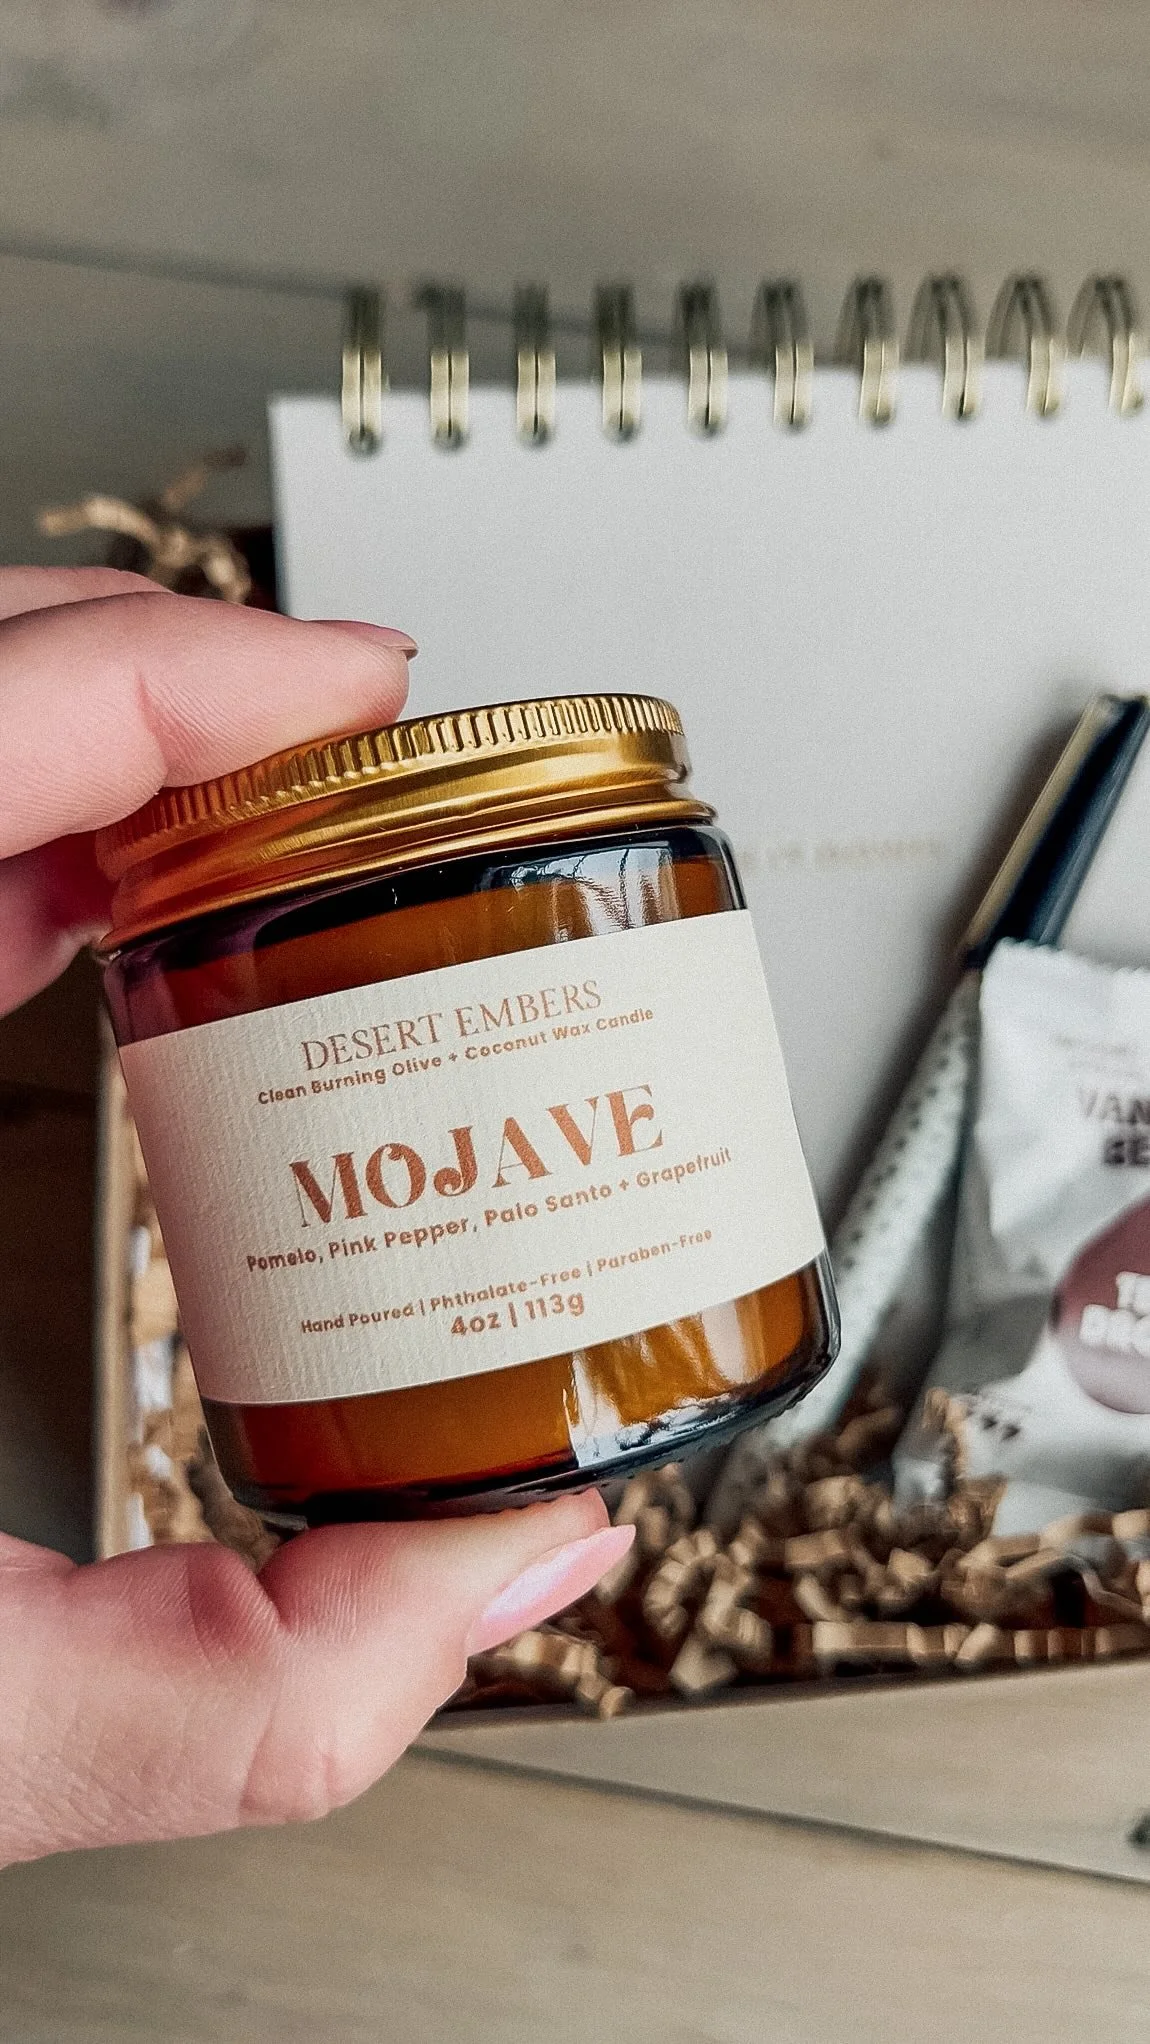 DESERT EMBERS
Clean Burning Olive + Coconut Wax Candle
MOJAVE
Pomelo, Pink Pepper, Palo Santo + Grapefruit
Hand Poured | Phthalate-Free | Paraben-Free
4oz | 113g